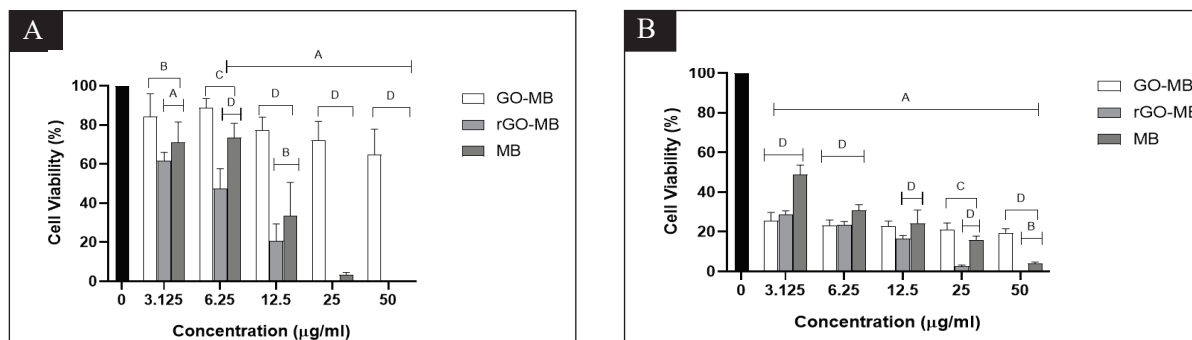 A
A
B
C
A
D
D
D
D
B
100
80
60
40
20
0
Cell Viability (%)
0 3.125 6.25 12.5 25 50
Concentration (µg/ml)
GO-MB
rGO-MB
MB
B
A
D
D
D
C
D
D
B
100
80
60
40
20
0
Cell Viability (%)
0 3.125 6.25 12.5 25 50
Concentration (µg/ml)
GO-MB
rGO-MB
MB